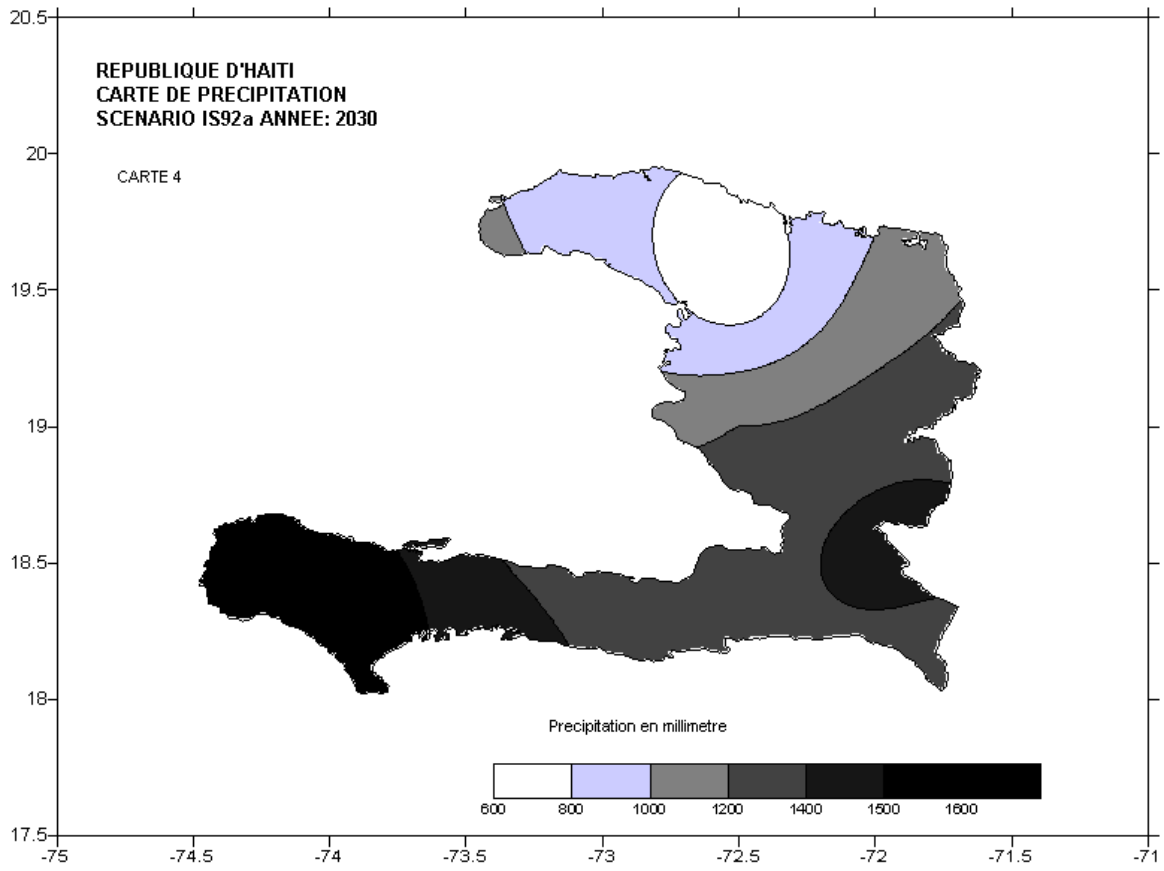 20.5
REPUBLIQUE D'HAITI
CARTE DE PRECIPITATION
SCENARIO IS92a ANNEE: 2030
20
CARTE 4
19.5
19
18.5
18
Precipitation en millimetre
600 800 1000 1200 1400 1500 1600
17.5
-75 -74.5 -74 -73.5 -73 -72.5 -72 -71.5 -71